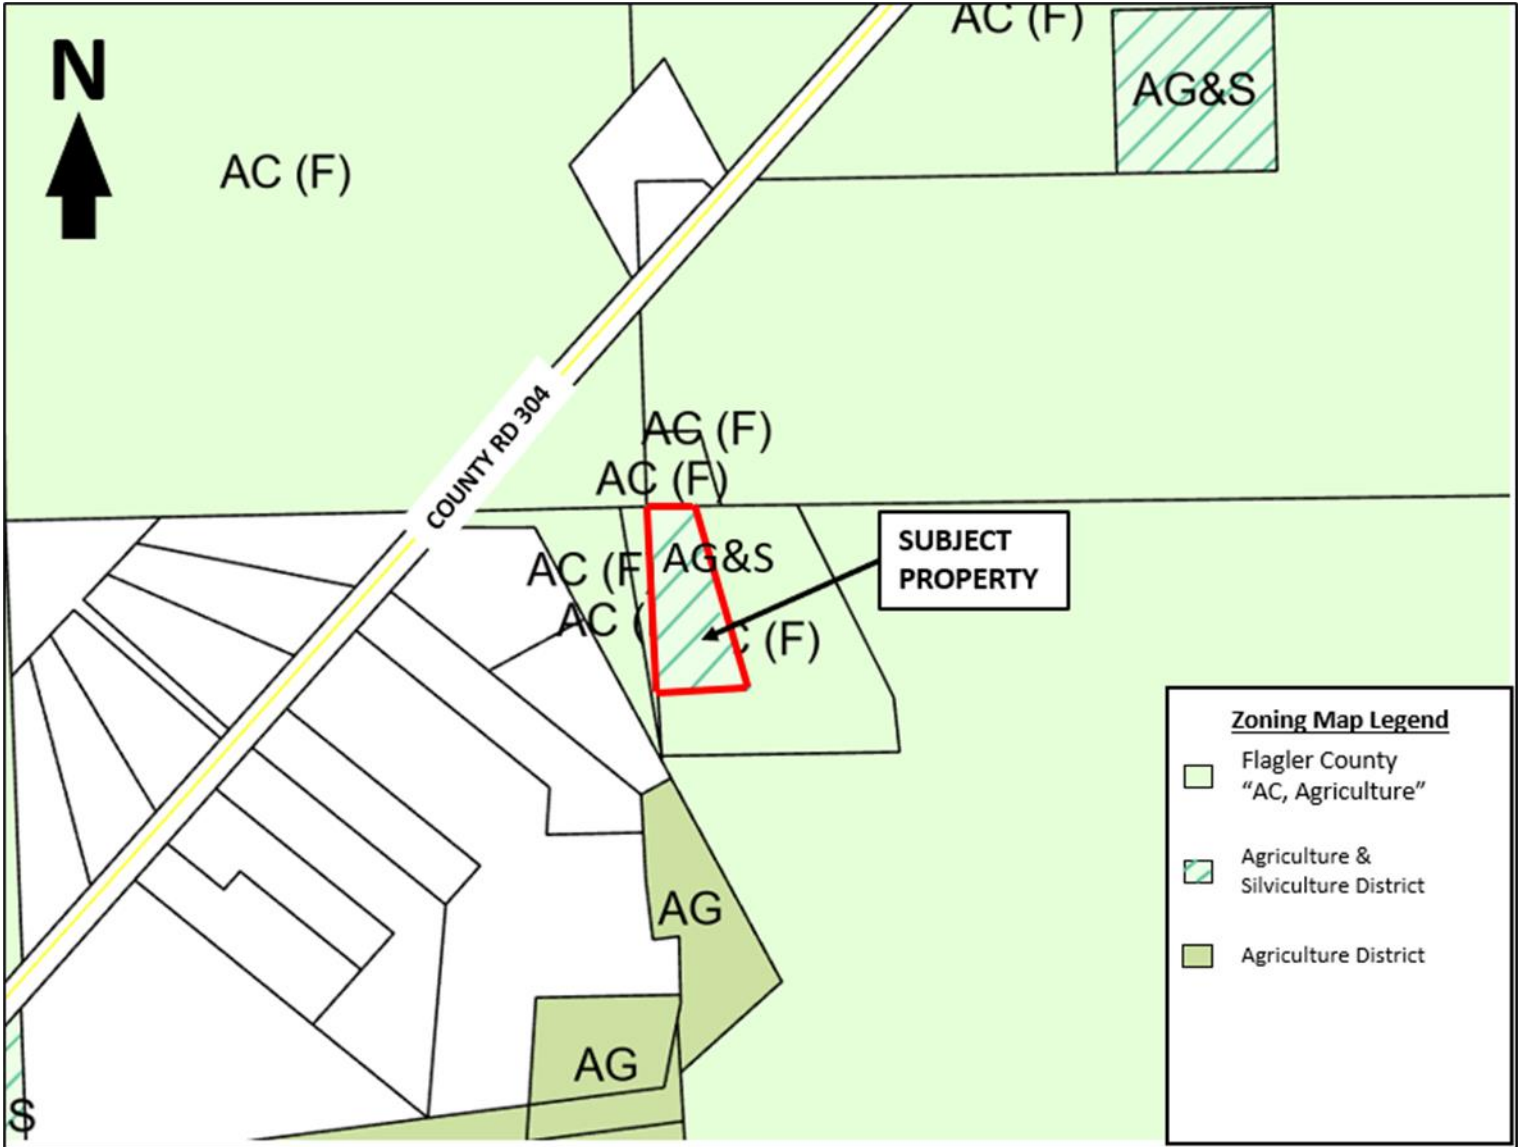 AC (F)
N
AG&S
AC (F)
COUNTY RD 304
AC (F)
AC (F)
SUBJECT
PROPERTY
AG&S
AC (F
AC (
(F)
Zoning Map Legend
Flagler County
“AC, Agriculture”
Agriculture &
Silviculture District
AG
Agriculture District
AG
S